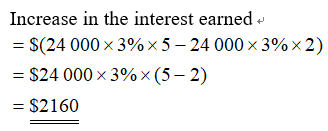 Increase in the interest earned ↵
= $(24 000 × 3% × 5 – 24 000 × 3% × 2)
= $24 000 × 3% × (5 – 2)
= $2160